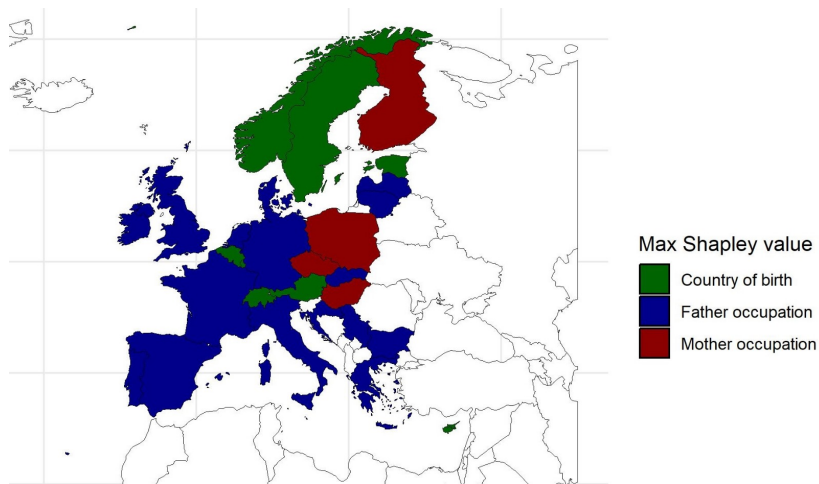 Max Shapley value
Country of birth
Father occupation
Mother occupation